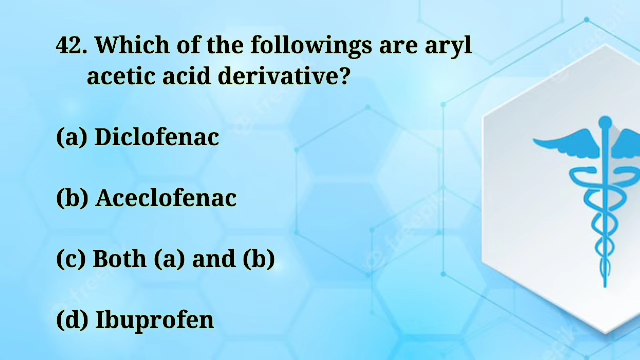 42. Which of the followings are aryl
acetic acid derivative?
(a) Diclofenac
(b) Aceclofenac
(c) Both (a) and (b)
(d) Ibuprofen